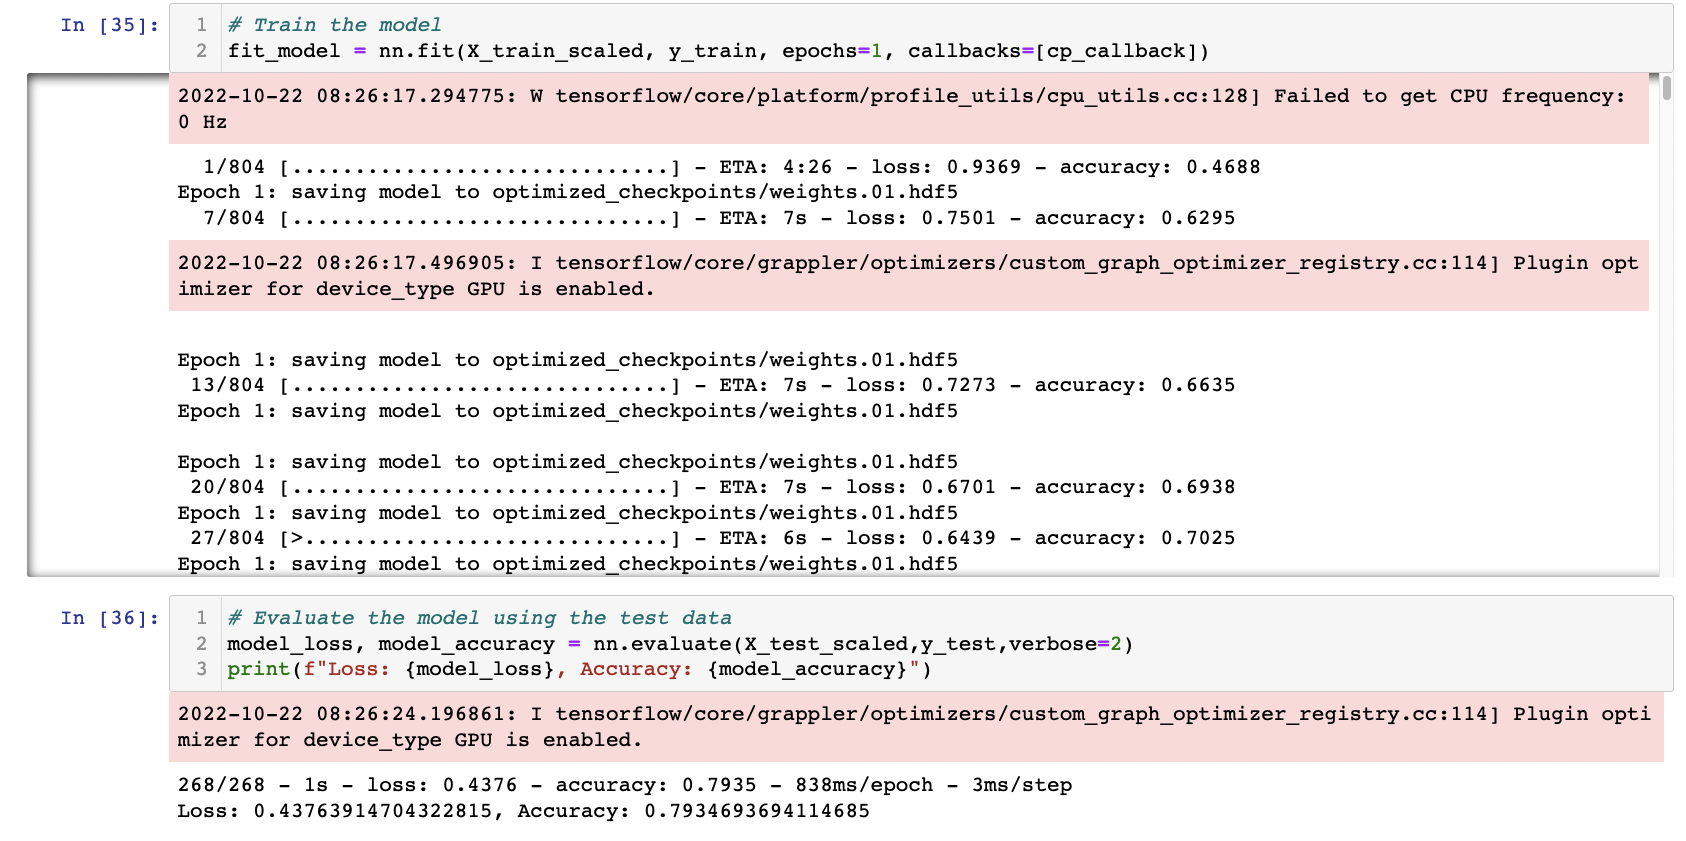 In [35]:
1 # Train the model
2 fit_model = nn.fit(X_train_scaled, y_train, epochs=1, callbacks=[cp_callback])
2022-10-22 08:26:17.294775: W tensorflow/core/platform/profile_utils/cpu_utils.cc:128] Failed to get CPU frequency:
0 Hz
1/804 [..............................] - ETA: 4:26 - loss: 0.9369 - accuracy: 0.4688
Epoch 1: saving model to optimized_checkpoints/weights.01.hdf5
7/804 [..............................] - ETA: 7s - loss: 0.7501 - accuracy: 0.6295
2022-10-22 08:26:17.496905: I tensorflow/core/grappler/optimizers/custom_graph_optimizer_registry.cc:114] Plugin opt
imizer for device_type GPU is enabled.
Epoch 1: saving model to optimized_checkpoints/weights.01.hdf5
13/804 [..............................] - ETA: 7s - loss: 0.7273 - accuracy: 0.6635
Epoch 1: saving model to optimized_checkpoints/weights.01.hdf5
Epoch 1: saving model to optimized_checkpoints/weights.01.hdf5
20/804 [..............................] - ETA: 7s - loss: 0.6701 - accuracy: 0.6938
Epoch 1: saving model to optimized_checkpoints/weights.01.hdf5
27/804 [>.............................] - ETA: 6s - loss: 0.6439 - accuracy: 0.7025
Epoch 1: saving model to optimized_checkpoints/weights.01.hdf5
In [36]:
1 # Evaluate the model using the test data
2 model_loss, model_accuracy = nn.evaluate(X_test_scaled,y_test,verbose=2)
3 print(f"Loss: {model_loss}, Accuracy: {model_accuracy}")
2022-10-22 08:26:24.196861: I tensorflow/core/grappler/optimizers/custom_graph_optimizer_registry.cc:114] Plugin opti
mizer for device_type GPU is enabled.
268/268 - 1s - loss: 0.4376 - accuracy: 0.7935 - 838ms/epoch - 3ms/step
Loss: 0.43763914704322815, Accuracy: 0.7934693694114685